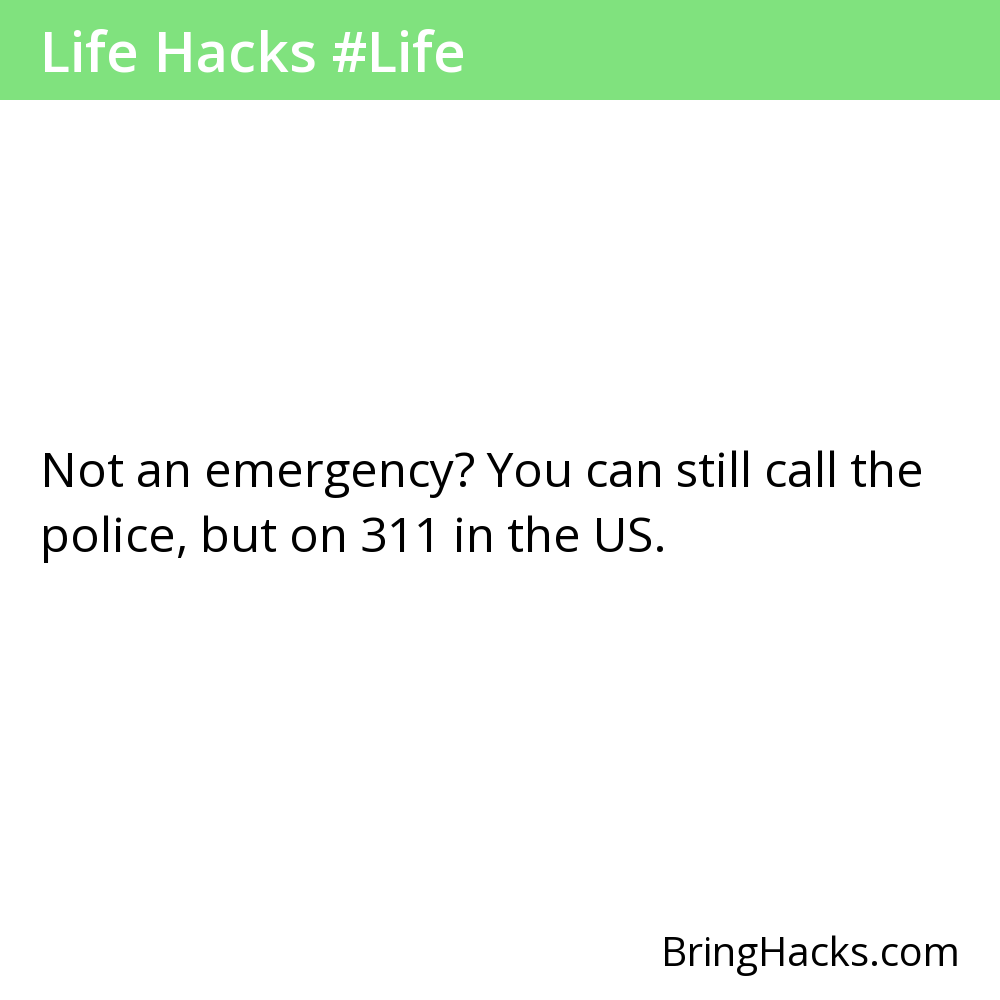 Life Hacks #Life
Not an emergency? You can still call the
police, but on 311 in the US.
BringHacks.com